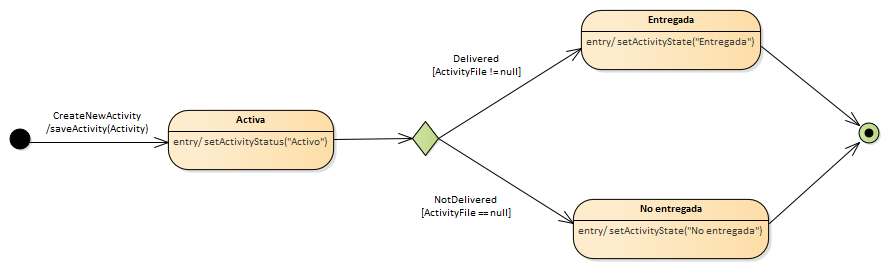 CreateNewActivity
/saveActivity(Activity)
Activa
entry/ setActivityStatus("Activo")
Delivered
[ActivityFile != null]
Entregada
entry/ setActivityState("Entregada")
NotDelivered
[ActivityFile == null]
No entregada
entry/ setActivityState("No entregada")